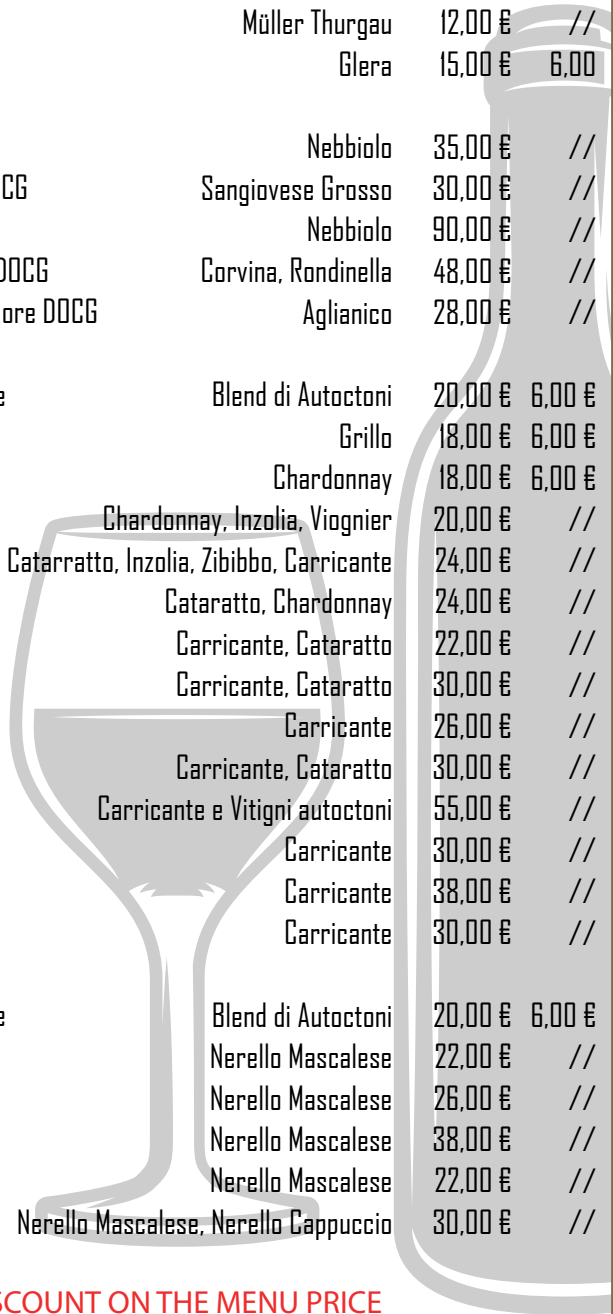 Müller Thurgau 12,00 € //
Glera 15,00 € 6,00
Nebbiolo 35,00 € //
CG Sangiovese Grosso 30,00 € //
Nebbiolo 90,00 € //
DOCG Corvina, Rondinella 48,00 € //
ore DOCG Aglianico 28,00 € //
e Blend di Autoctoni 20,00 € 6,00 €
Grillo 18,00 € 6,00 €
Chardonnay 18,00 € 6,00 €
Chardonnay, Inzolia, Viognier 20,00 € //
Catarratto, Inzolia, Zibibbo, Carricante 24,00 € //
Cataratto, Chardonnay 24,00 € //
Carricante, Cataratto 22,00 € //
Carricante, Cataratto 30,00 € //
Carricante 26,00 € //
Carricante, Cataratto 30,00 € //
Carricante e Vitigni autoctoni 55,00 € //
Carricante 30,00 € //
Carricante 38,00 € //
Carricante 30,00 € //
e Blend di Autoctoni 20,00 € 6,00 €
Nerello Mascalese 22,00 € //
Nerello Mascalese 26,00 € //
Nerello Mascalese 38,00 € //
Nerello Mascalese 22,00 € //
Nerello Mascalese, Nerello Cappuccio 30,00 € //
SCOUNT ON THE MENU PRICE